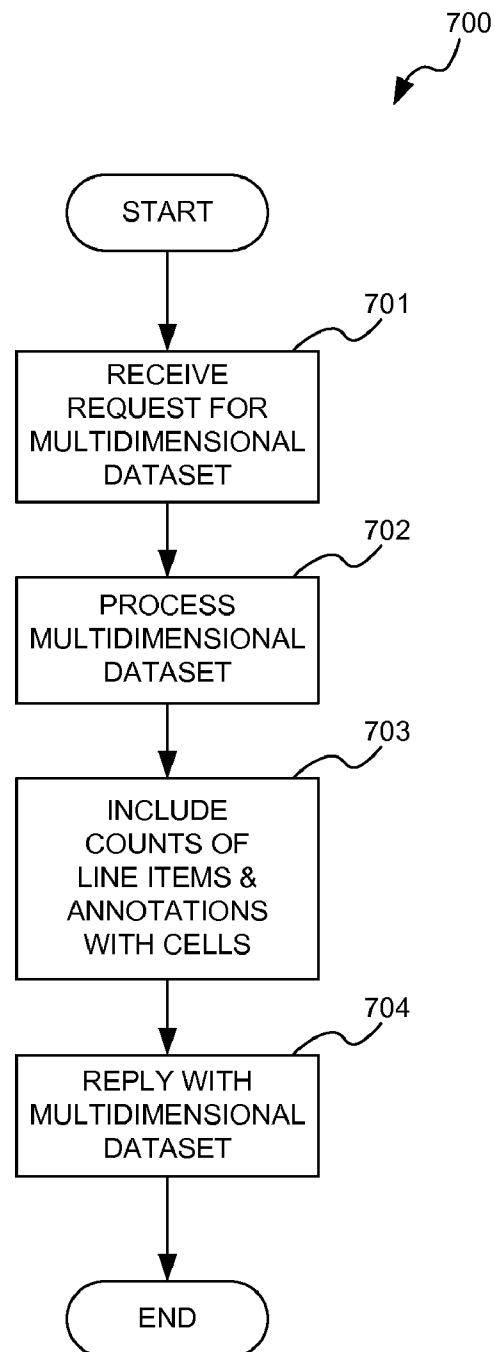 700
START
701
RECEIVE
REQUEST FOR
MULTIDIMENSIONAL
DATASET
702
PROCESS
MULTIDIMENSIONAL
DATASET
703
INCLUDE
COUNTS OF
LINE ITEMS &
ANNOTATIONS
WITH CELLS
704
REPLY WITH
MULTIDIMENSIONAL
DATASET
END